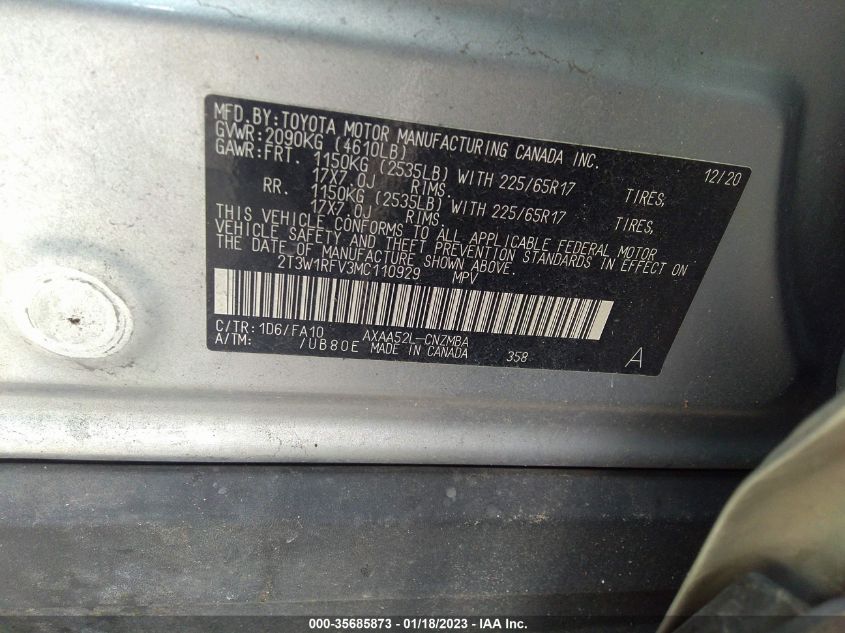 MFD. BY: TOYOTA MOTOR MANUFACTURING CANADA INC.
GVWR: 2090KG (4610LB) 12/20
GAWR: FRT. 1150KG (2535LB) WITH 225/65R17 TIRES,
17X7.0J RIMS,
RR. 1150KG (2535LB) WITH 225/65R17 TIRES,
17X7.0J RIMS.
THIS VEHICLE CONFORMS TO ALL APPLICABLE FEDERAL MOTOR
VEHICLE SAFETY AND THEFT PREVENTION STANDARDS IN EFFECT ON
THE DATE OF MANUFACTURE SHOWN ABOVE.
2T3W1RFV3MC110929 MPV
C/TR: 1D6/FA10 AXAA52L-CNZMBA
A/TM: /UB80E MADE IN CANADA 358 A
000-35685873 - 01/18/2023 - IAA Inc.